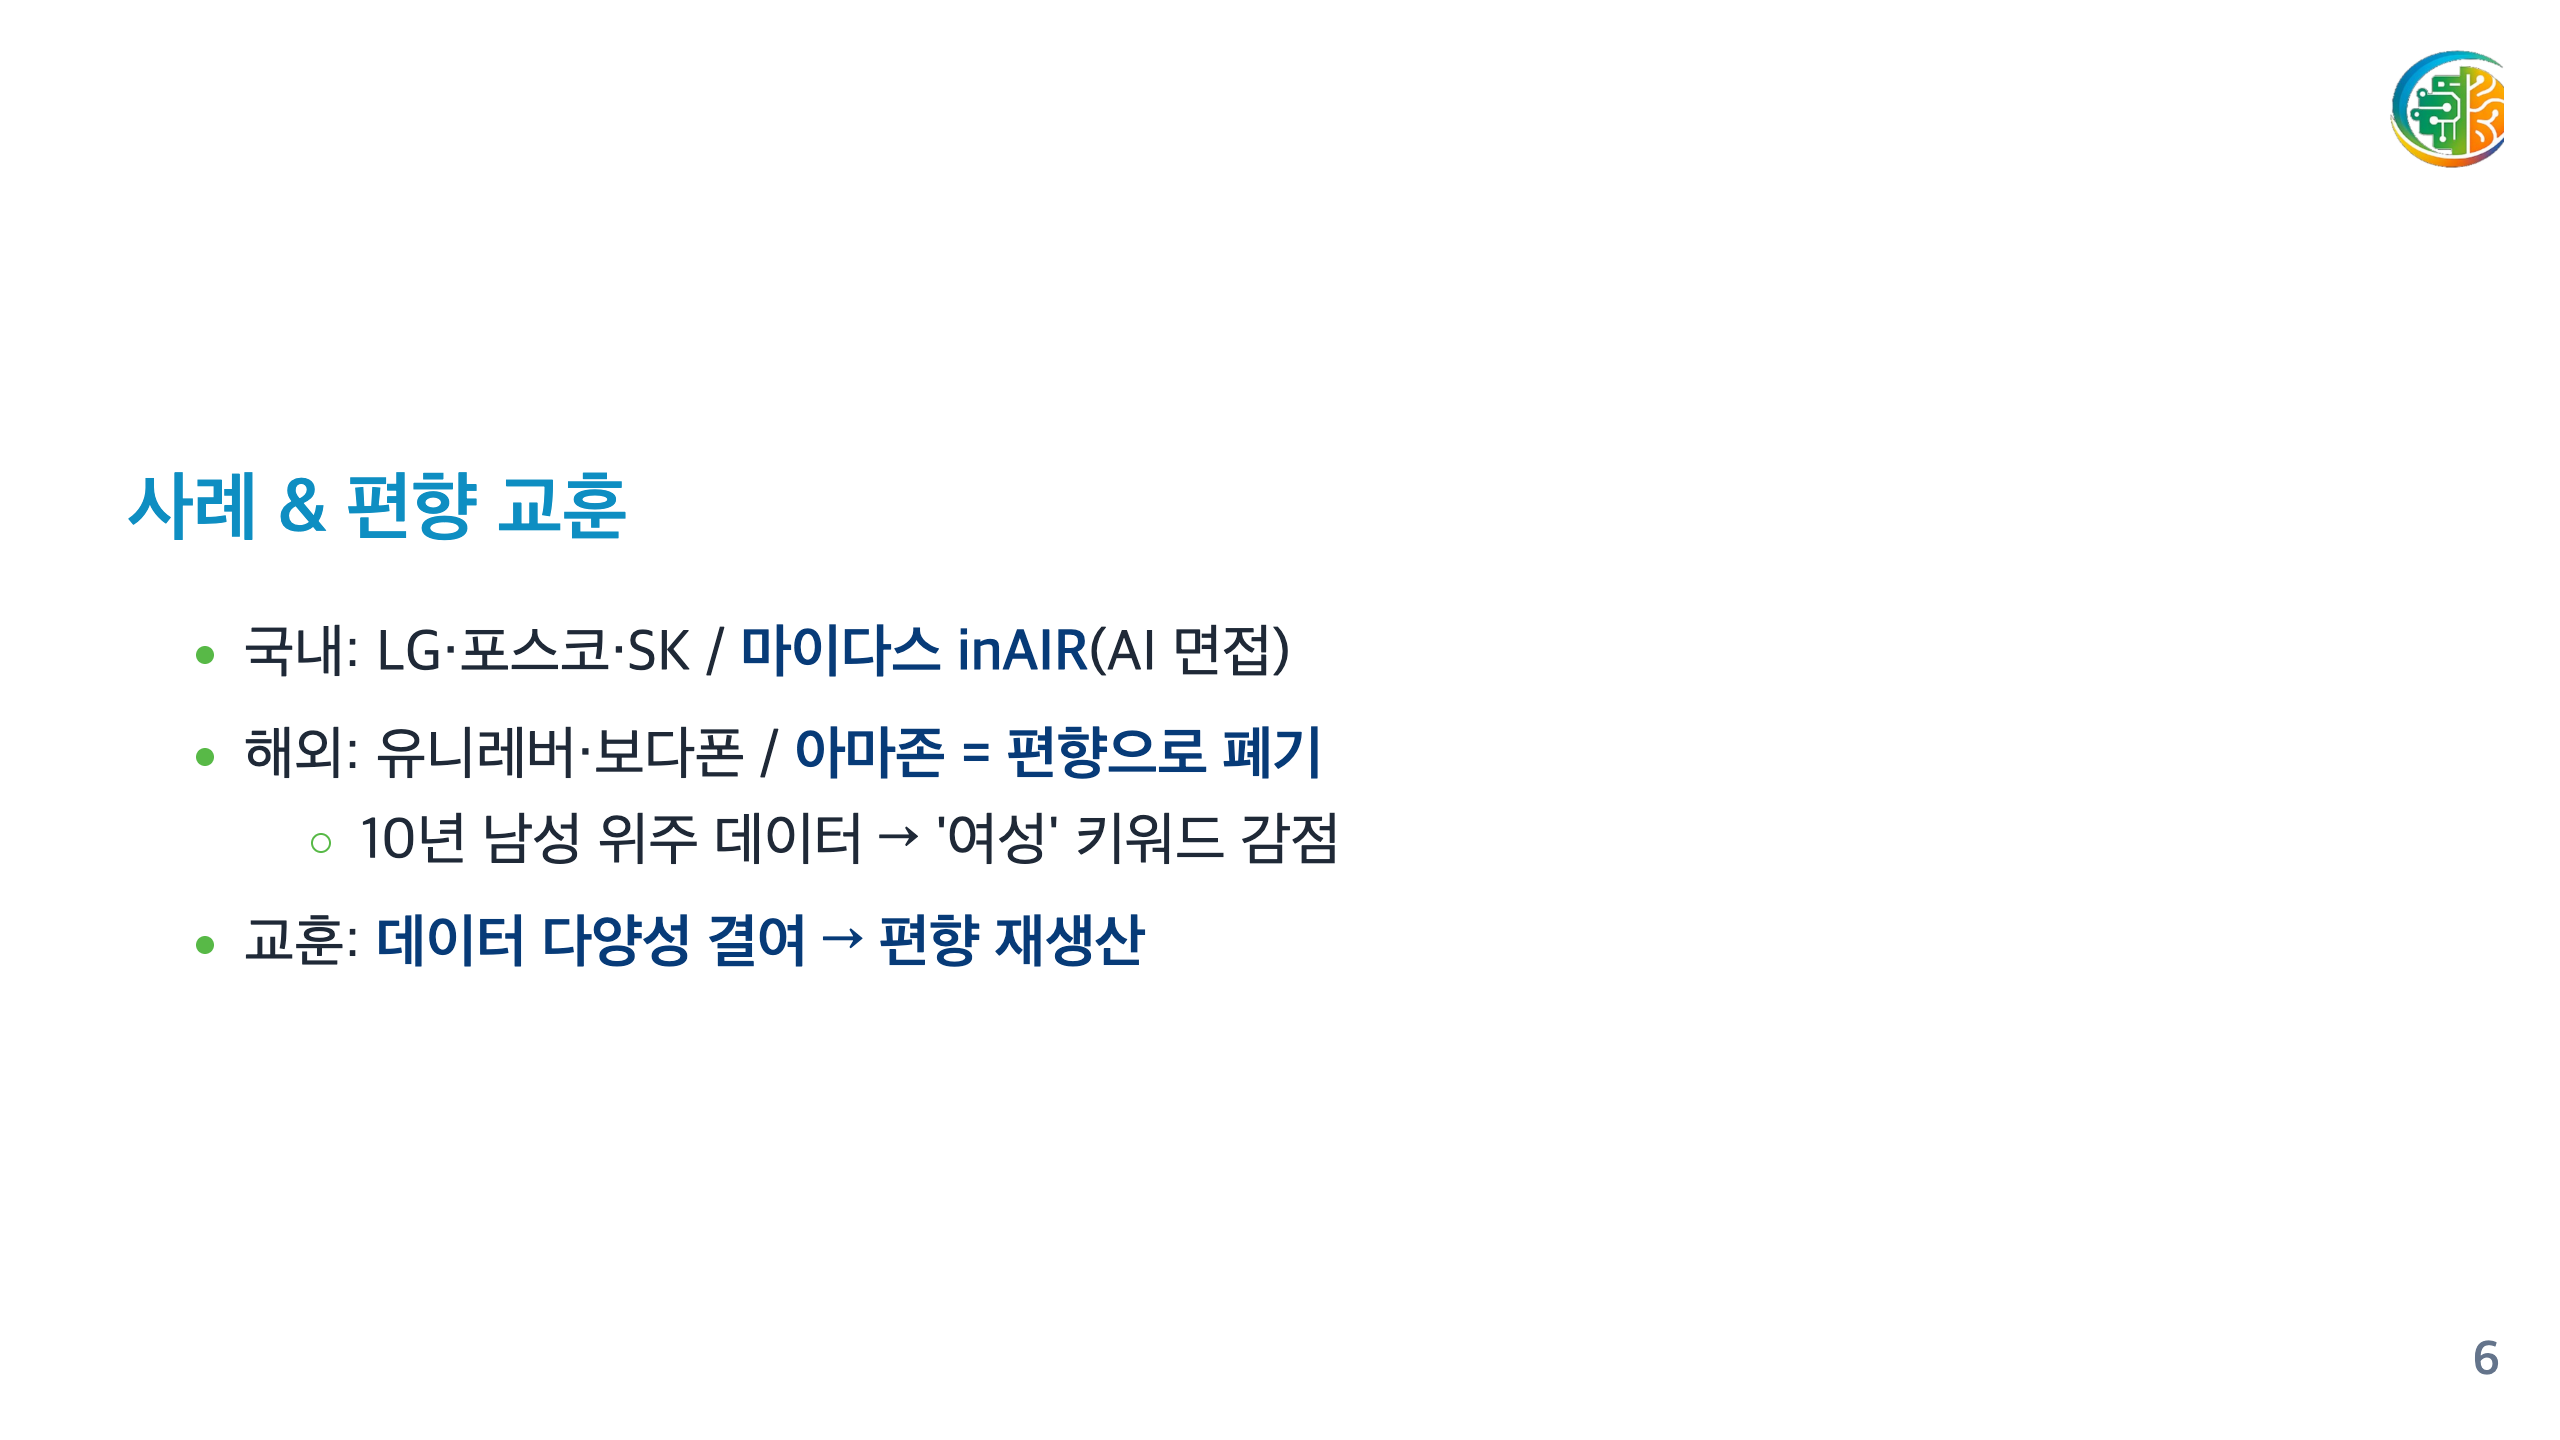 사례 & 편향 교훈
• 국내: LG·포스코·SK / 마이다스 inAIR(AI 면접)
• 해외: 유니레버·보다폰 / 아마존 = 편향으로 폐기
○ 10년 남성 위주 데이터 → '여성' 키워드 감점
• 교훈: 데이터 다양성 결여 → 편향 재생산
6